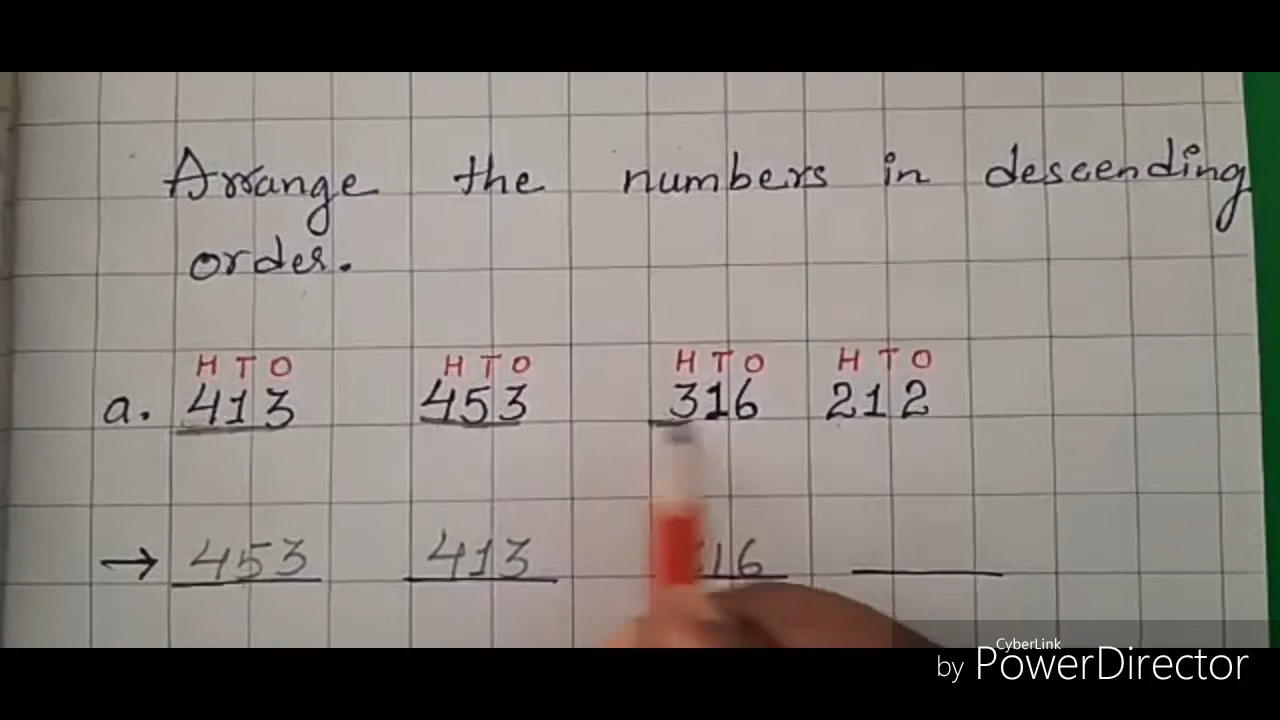 Arrange the numbers in descending
order.
H T O H T O H T O H T O
a. 413 453 316 212
→ 453 413 16
CyberLink
by PowerDirector